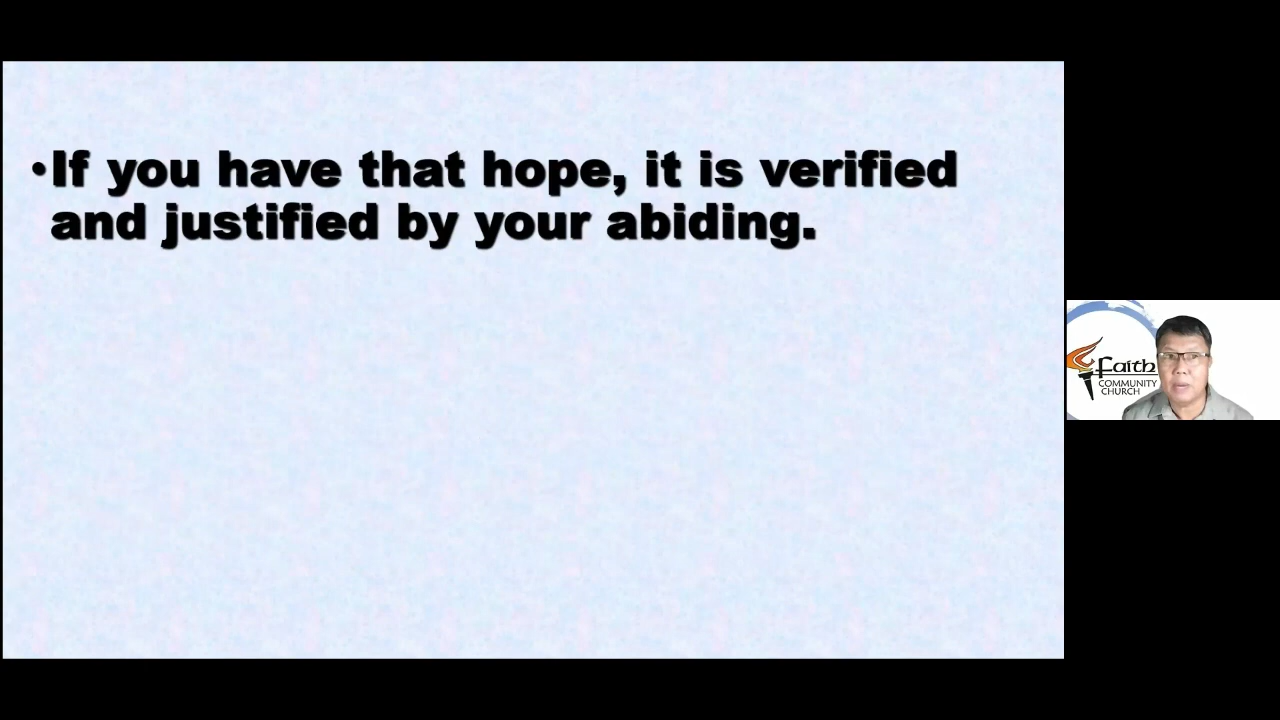 •If you have that hope, it is verified
and justified by your abiding.
Faith
COMMUNITY
CHURCH